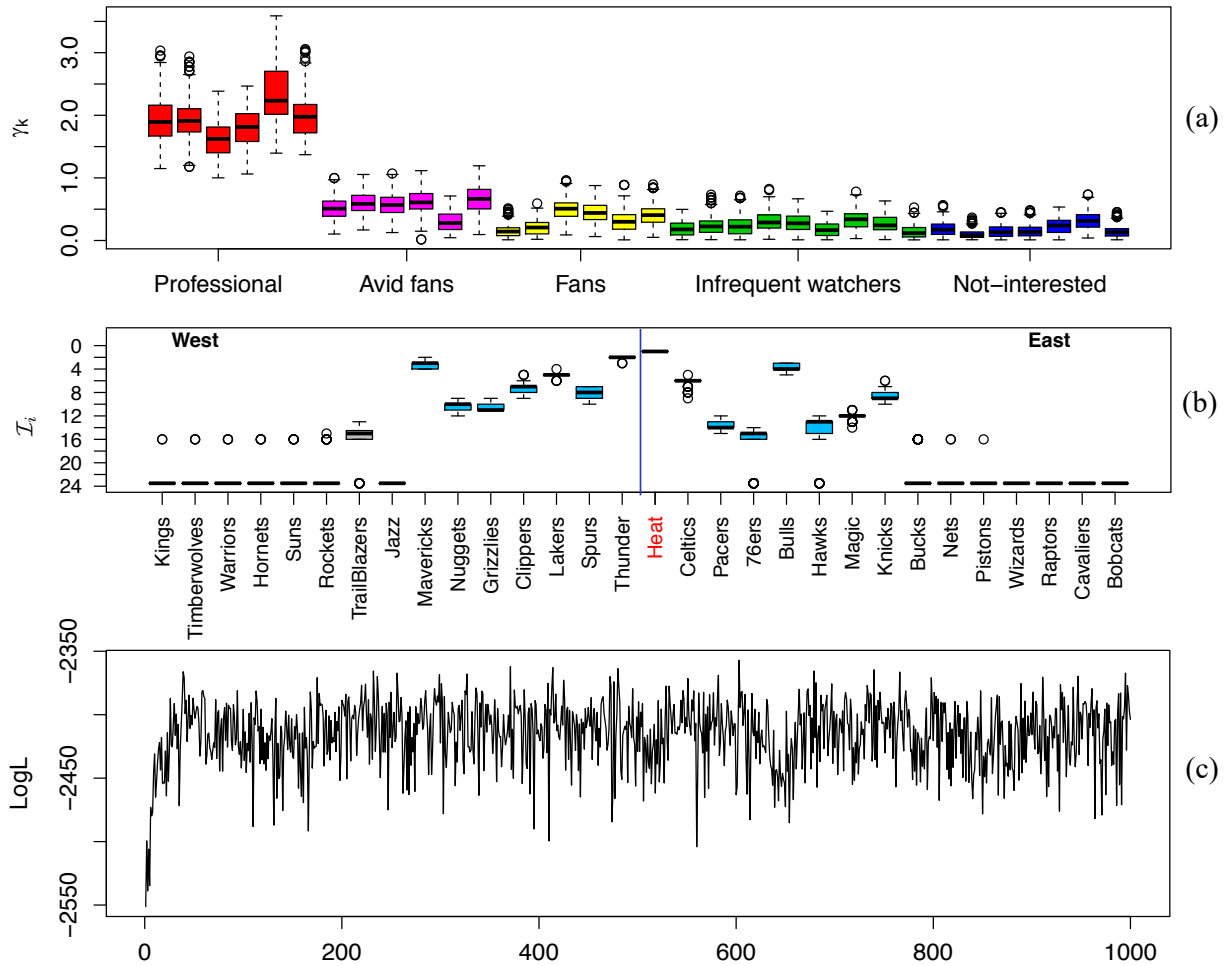 3.0
2.0
1.0
0.0
γk
(a)
Professional Avid fans Fans Infrequent watchers Not−interested
West East
0
4
8
12
16
20
24
ℐi
(b)
Kings
Timberwolves
Warriors
Hornets
Suns
Rockets
TrailBlazers
Jazz
Mavericks
Nuggets
Grizzlies
Clippers
Lakers
Spurs
Thunder
Heat
Celtics
Pacers
76ers
Bulls
Hawks
Magic
Knicks
Bucks
Nets
Pistons
Wizards
Raptors
Cavaliers
Bobcats
−2350
−2450
−2550
LogL
(c)
0 200 400 600 800 1000